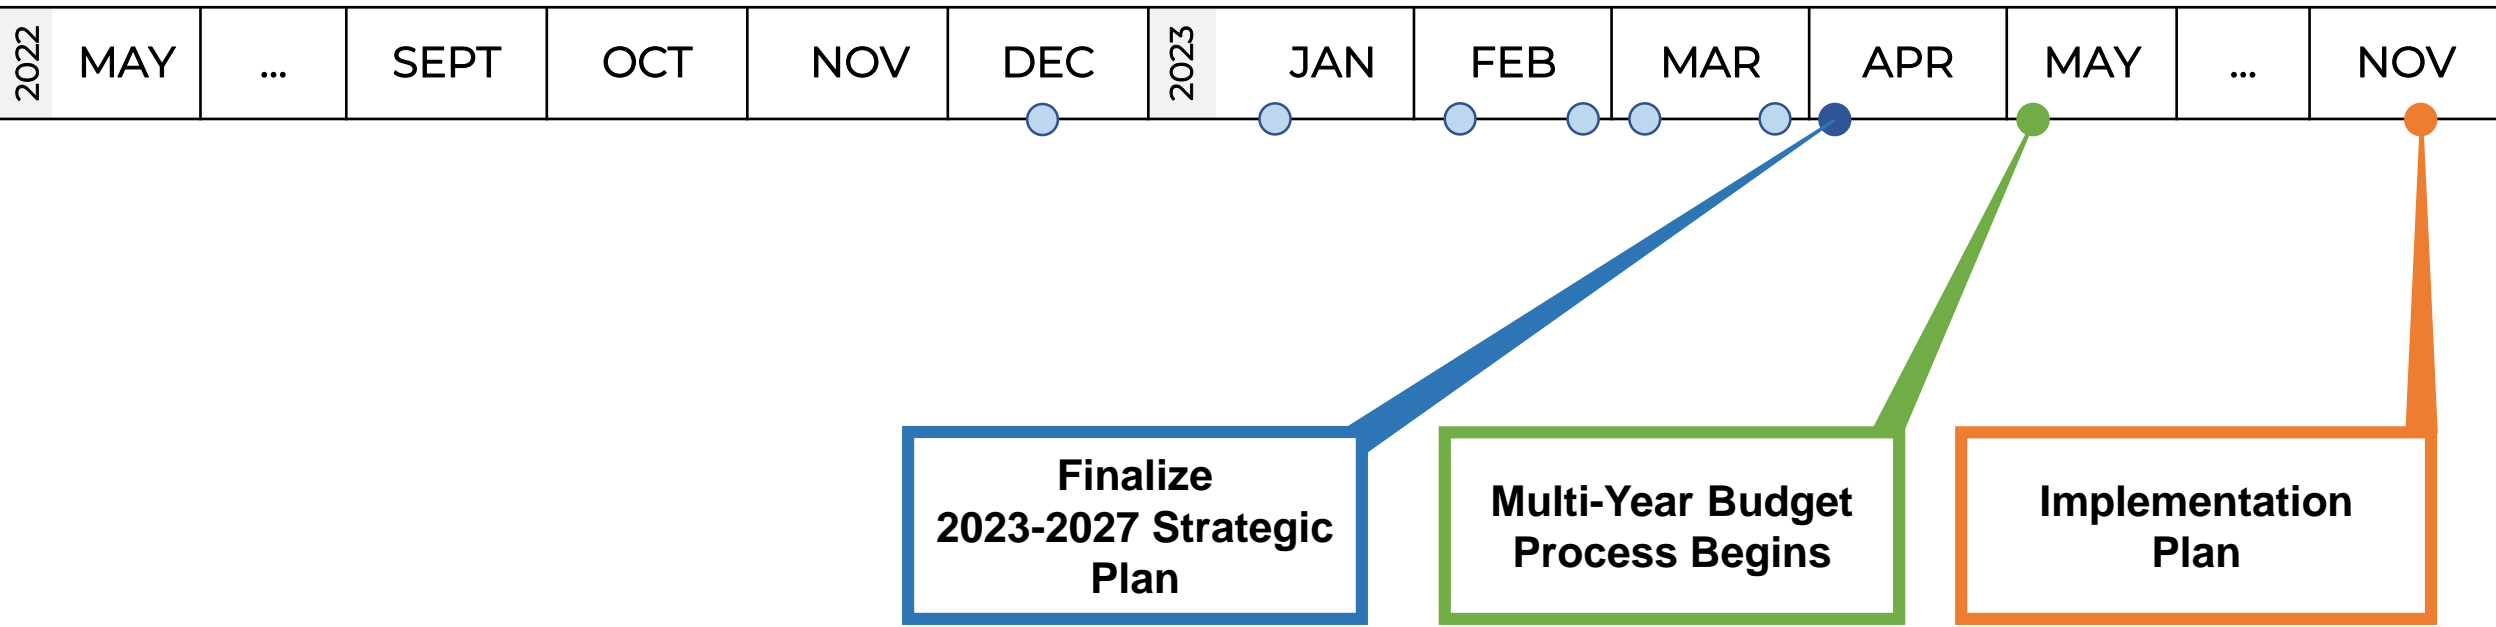 2022 MAY ... SEPT OCT NOV DEC 2023 JAN FEB MAR APR MAY ... NOV
Finalize
2023-2027 Strategic
Plan
Multi-Year Budget
Process Begins
Implementation
Plan